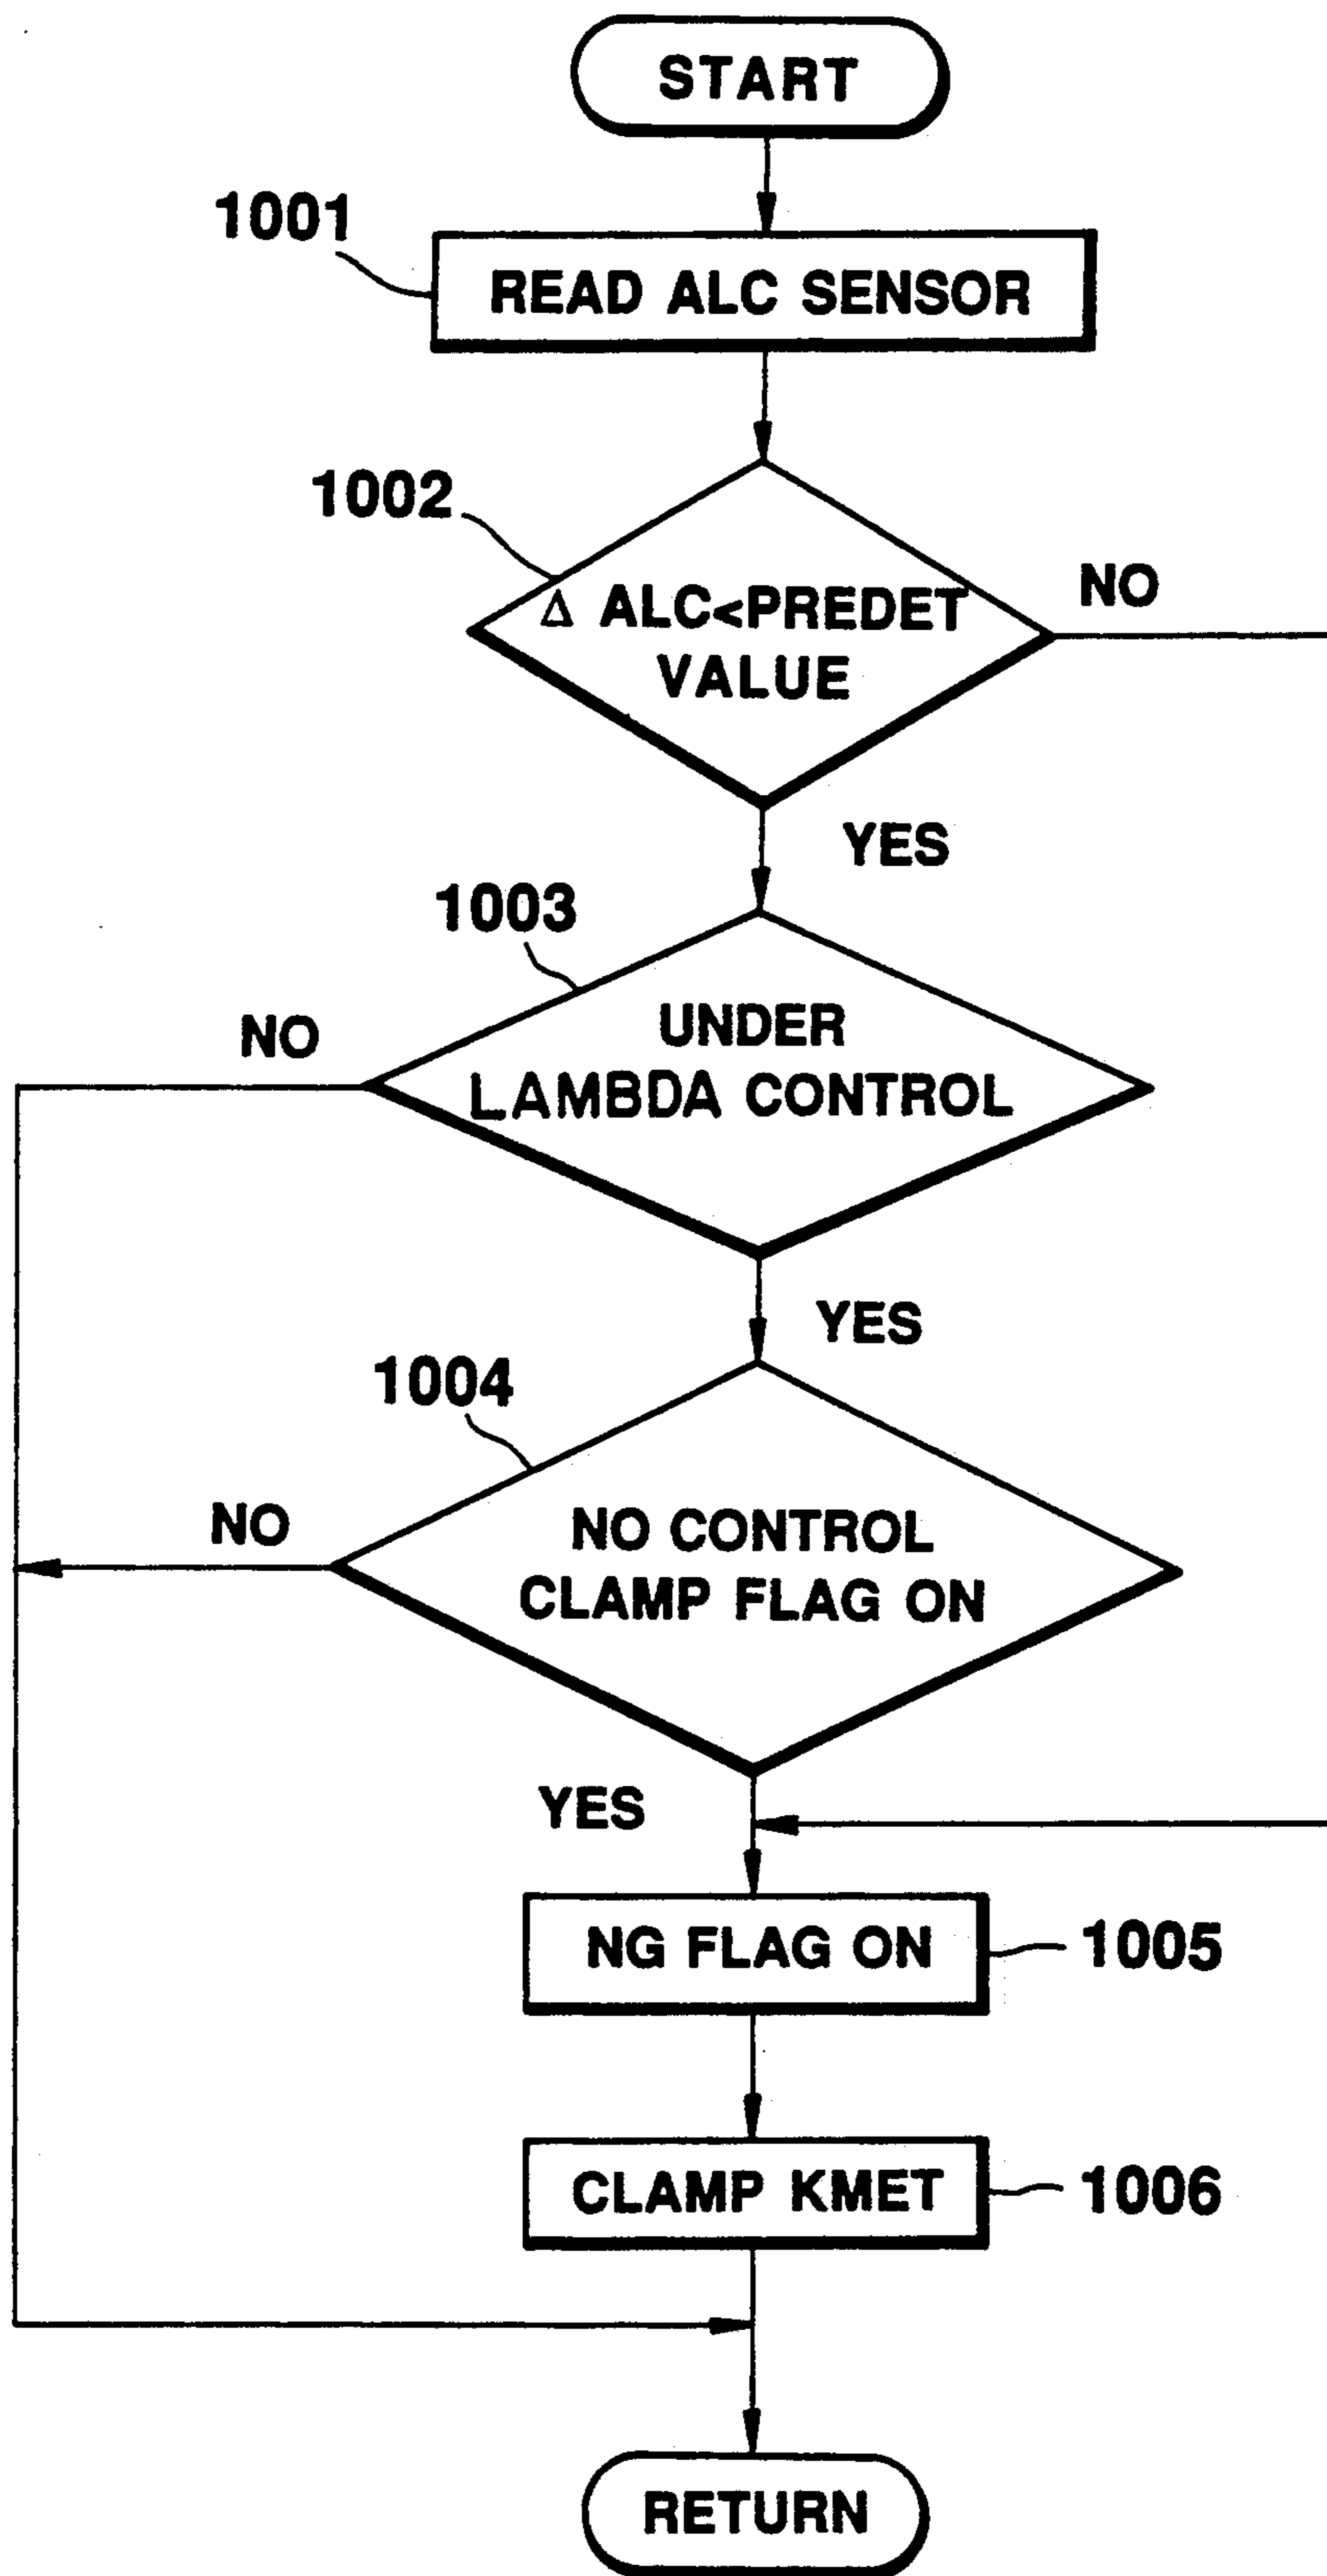 START
1001
READ ALC SENSOR
1002
Δ ALC<PREDET
VALUE
NO
YES
1003
NO
UNDER
LAMBDA CONTROL
YES
1004
NO
NO CONTROL
CLAMP FLAG ON
YES
NG FLAG ON
1005
CLAMP KMET
1006
RETURN